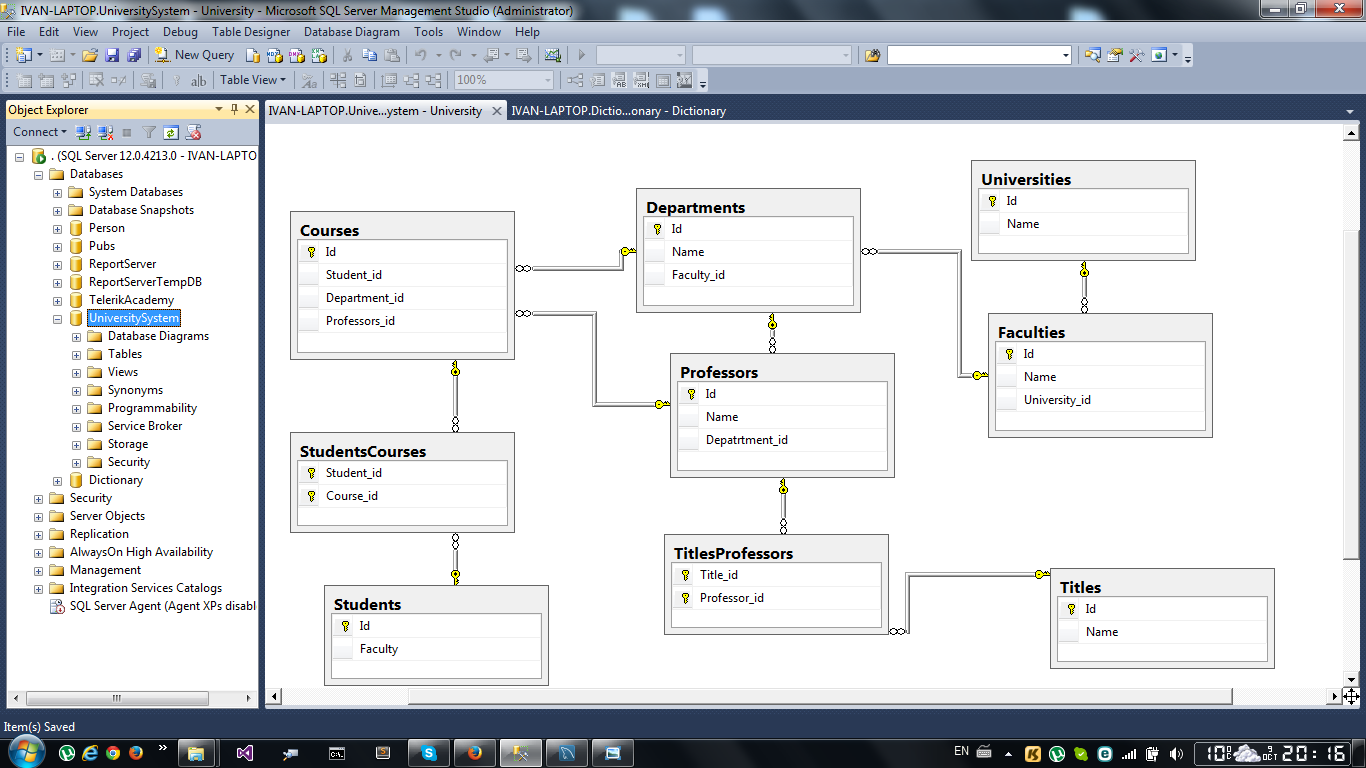 IVAN-LAPTOP.UniversitySystem - University - Microsoft SQL Server Management Studio (Administrator)
File Edit View Project Debug Table Designer Database Diagram Tools Window Help
New Query
Table View 100%
Object Explorer
IVAN-LAPTOP.Unive...ystem - University
IVAN-LAPTOP.Dictio...onary - Dictionary
Connect
. (SQL Server 12.0.4213.0 - IVAN-LAPTO
Databases
System Databases
Database Snapshots
Person
Pubs
ReportServer
ReportServerTempDB
TelerikAcademy
UniversitySystem
Database Diagrams
Tables
Views
Synonyms
Programmability
Service Broker
Storage
Security
Dictionary
Security
Server Objects
Replication
AlwaysOn High Availability
Management
Integration Services Catalogs
SQL Server Agent (Agent XPs disabl
Courses
Id
Student_id
Department_id
Professors_id
StudentsCourses
Student_id
Course_id
Students
Id
Faculty
Departments
Id
Name
Faculty_id
Professors
Id
Name
Depatrtment_id
TitlesProfessors
Title_id
Professor_id
Universities
Id
Name
Faculties
Id
Name
University_id
Titles
Id
Name
Item(s) Saved
EN
9 OCT
20:16